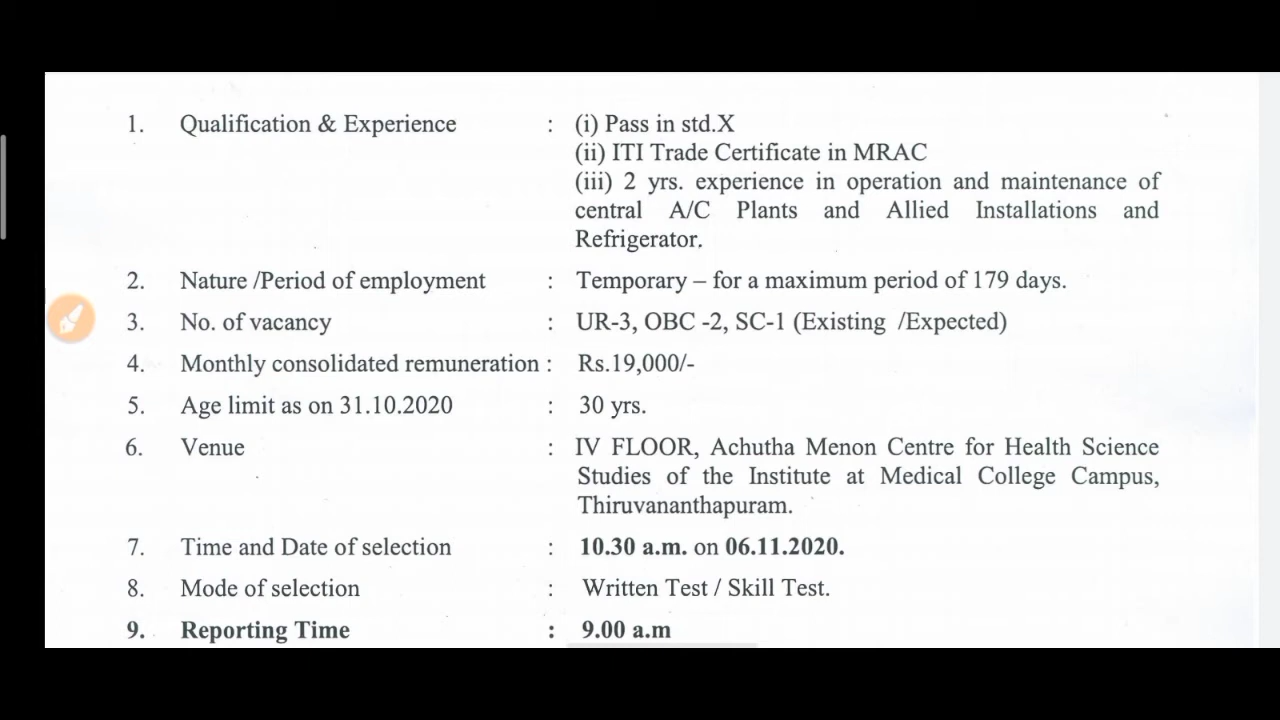 1. Qualification & Experience : (i) Pass in std.X
(ii) ITI Trade Certificate in MRAC
(iii) 2 yrs. experience in operation and maintenance of
central A/C Plants and Allied Installations and
Refrigerator.
2. Nature /Period of employment : Temporary – for a maximum period of 179 days.
3. No. of vacancy : UR-3, OBC -2, SC-1 (Existing /Expected)
4. Monthly consolidated remuneration : Rs.19,000/-
5. Age limit as on 31.10.2020 : 30 yrs.
6. Venue : IV FLOOR, Achutha Menon Centre for Health Science
Studies of the Institute at Medical College Campus,
Thiruvananthapuram.
7. Time and Date of selection : 10.30 a.m. on 06.11.2020.
8. Mode of selection : Written Test / Skill Test.
9. Reporting Time : 9.00 a.m